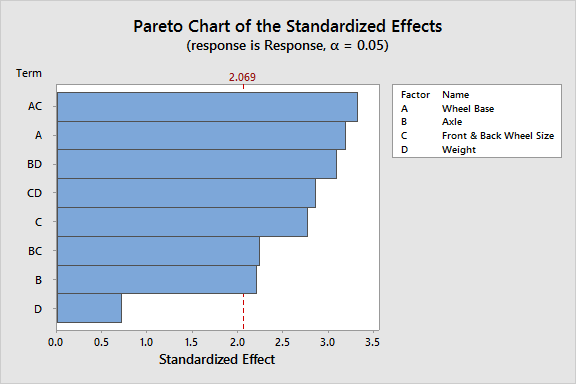 Pareto Chart of the Standardized Effects
(response is Response, α = 0.05)
Term
2.069
AC
A
BD
CD
C
BC
B
D
0.0 0.5 1.0 1.5 2.0 2.5 3.0 3.5
Standardized Effect
Factor Name
A Wheel Base
B Axle
C Front & Back Wheel Size
D Weight